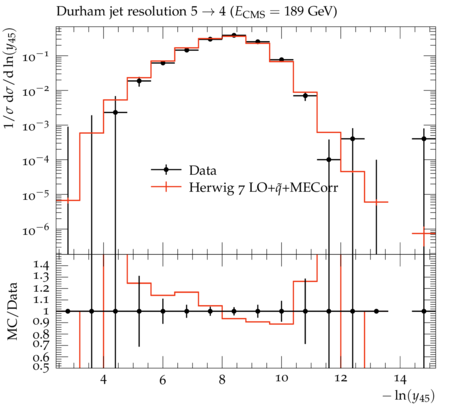 Durham jet resolution 5 → 4 (E_CMS = 189 GeV)
1/σ dσ/d ln(y₄₅)
10⁻¹
10⁻²
10⁻³
10⁻⁴
10⁻⁵
10⁻⁶
Data
Herwig 7 LO+q̃+MECorr
MC/Data
1.4
1.3
1.2
1.1
1
0.9
0.8
0.7
0.6
0.5
4 6 8 10 12 14
− ln(y₄₅)